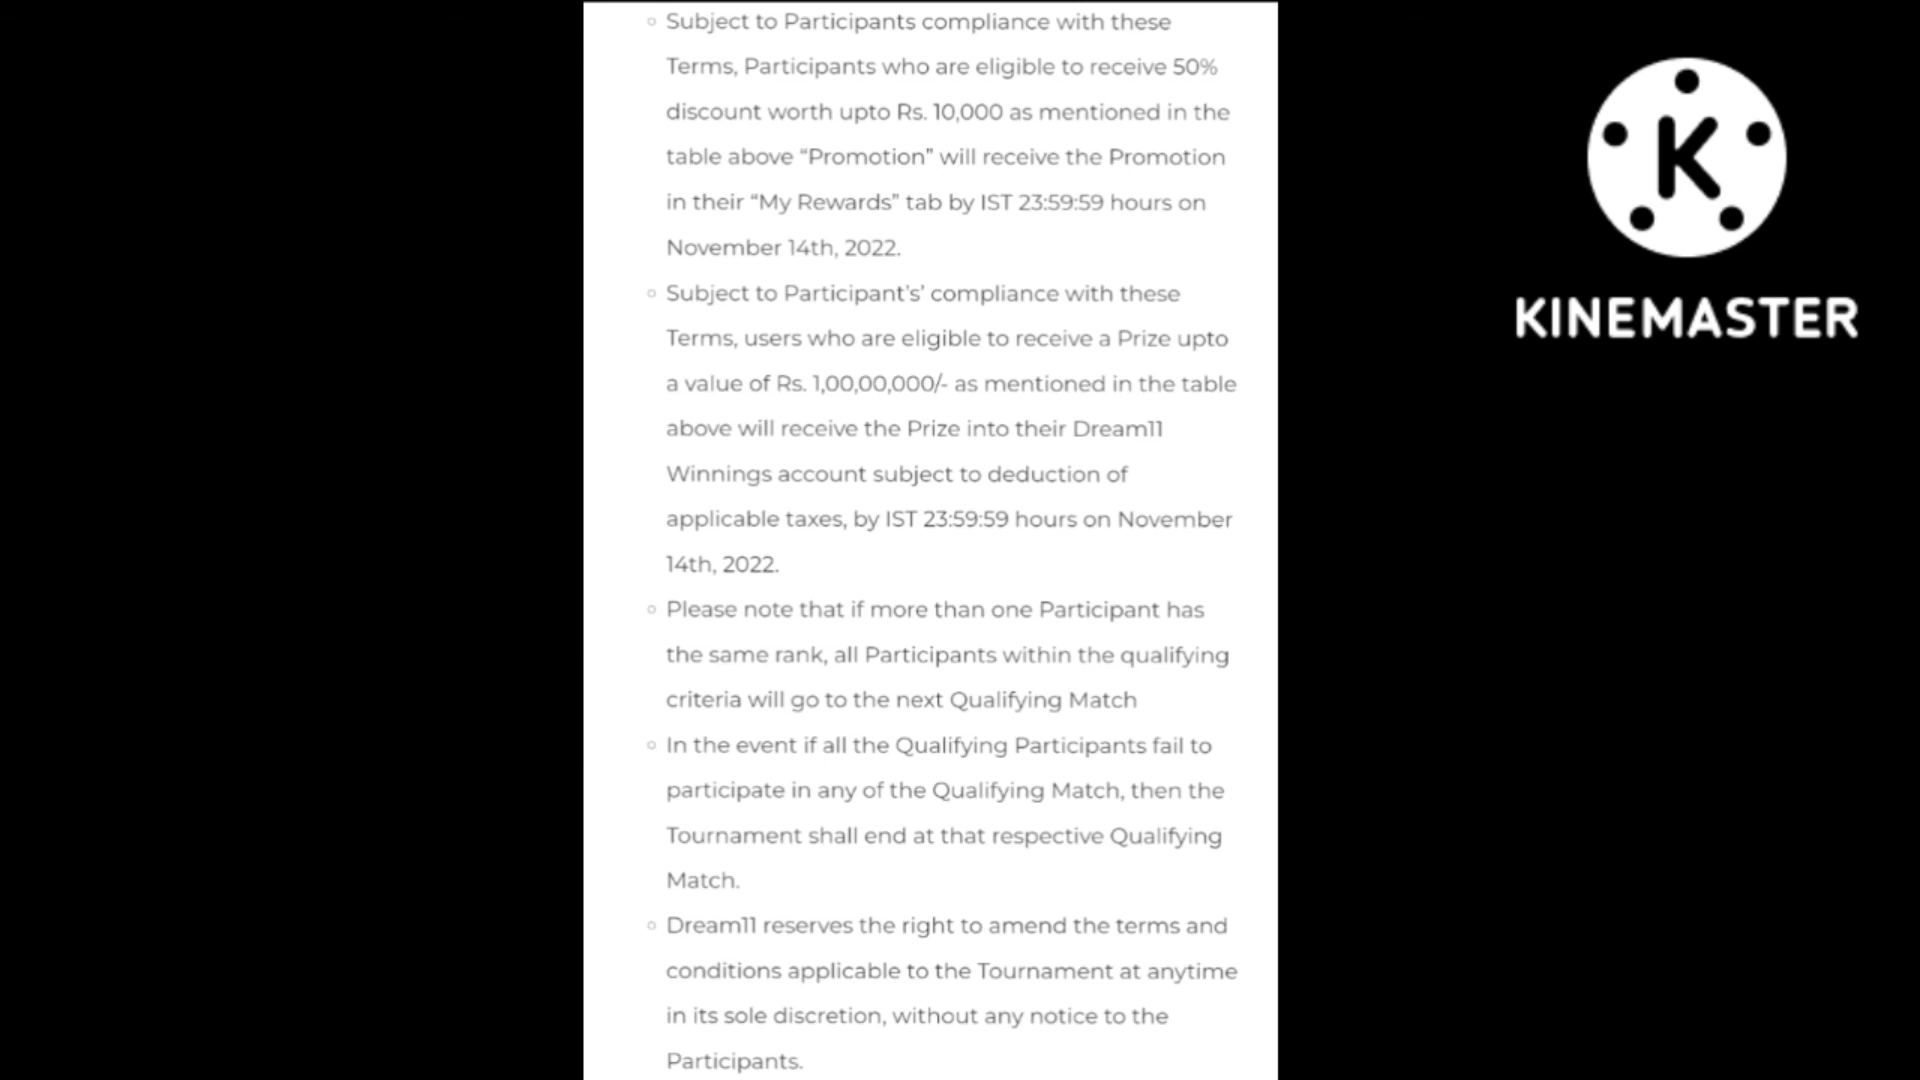 Subject to Participants compliance with these
Terms, Participants who are eligible to receive 50%
discount worth upto Rs. 10,000 as mentioned in the
table above “Promotion” will receive the Promotion
in their “My Rewards” tab by IST 23:59:59 hours on
November 14th, 2022.
Subject to Participant’s’ compliance with these
Terms, users who are eligible to receive a Prize upto
a value of Rs. 1,00,00,000/- as mentioned in the table
above will receive the Prize into their Dream11
Winnings account subject to deduction of
applicable taxes, by IST 23:59:59 hours on November
14th, 2022.
Please note that if more than one Participant has
the same rank, all Participants within the qualifying
criteria will go to the next Qualifying Match
In the event if all the Qualifying Participants fail to
participate in any of the Qualifying Match, then the
Tournament shall end at that respective Qualifying
Match.
Dream11 reserves the right to amend the terms and
conditions applicable to the Tournament at anytime
in its sole discretion, without any notice to the
Participants.
K
KINEMASTER